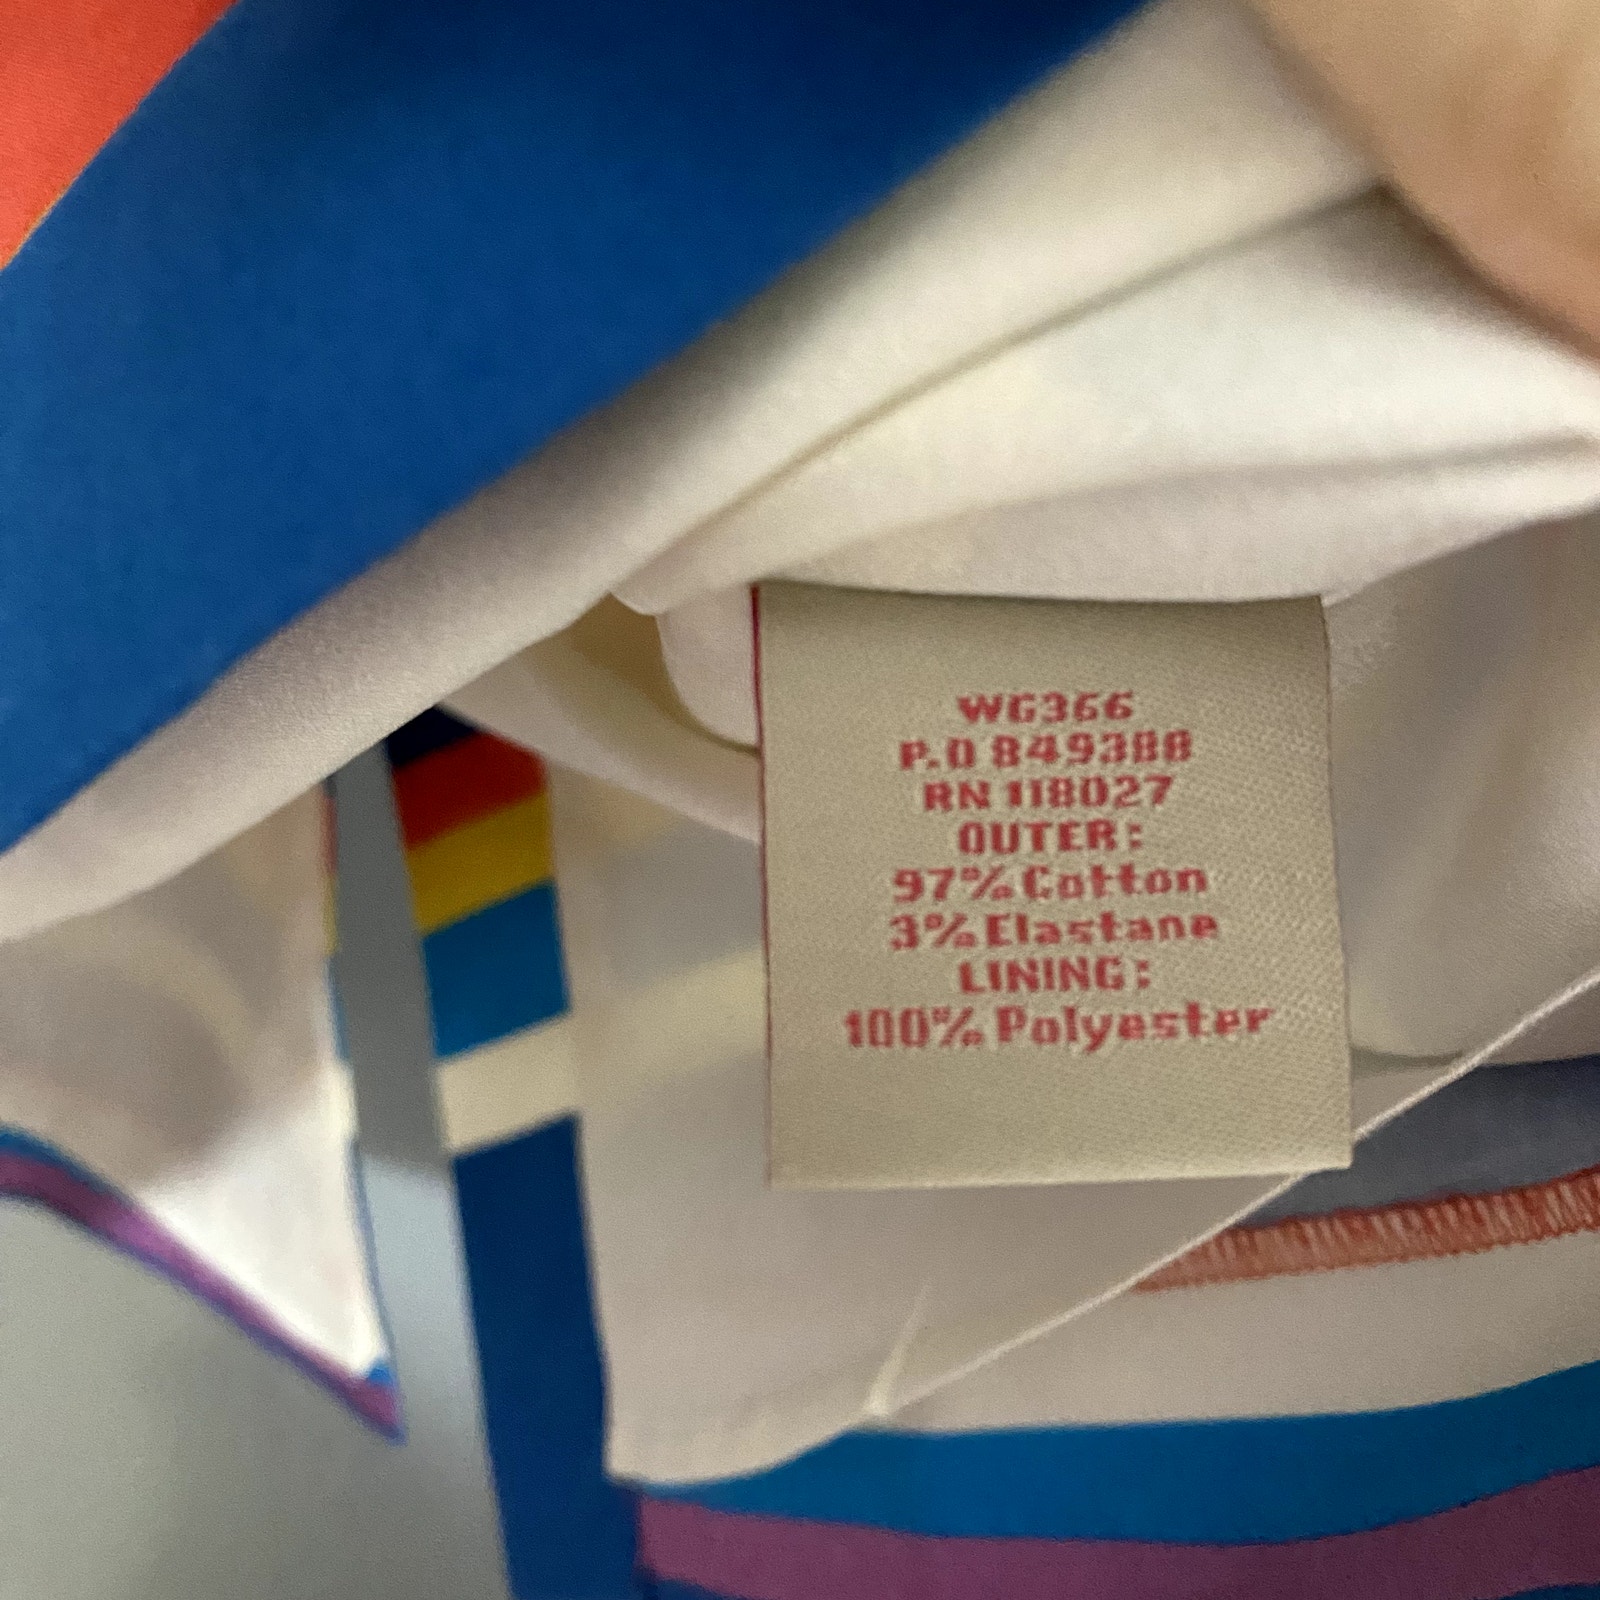 WG366
P.O 849388
RN 118027
OUTER:
97% Cotton
3% Elastane
LINING:
100% Polyester